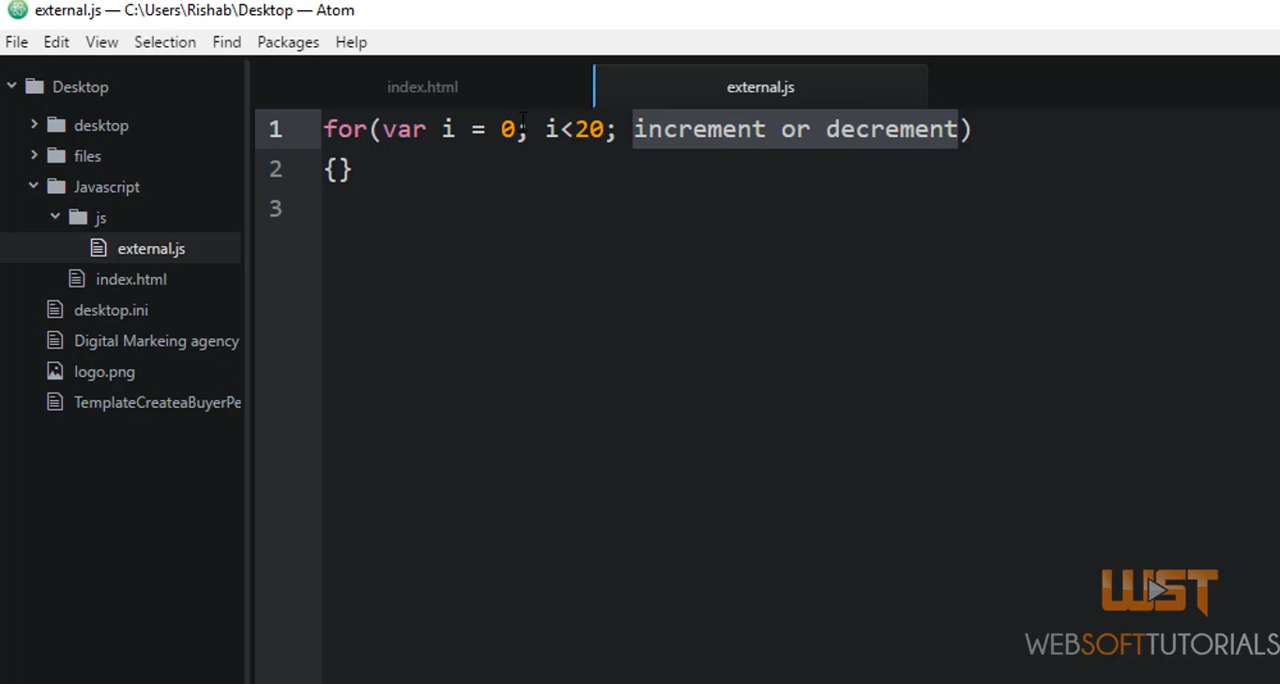 external.js — C:\Users\Rishab\Desktop — Atom
File Edit View Selection Find Packages Help
Desktop
desktop
files
Javascript
js
external.js
index.html
desktop.ini
Digital Markeing agency
logo.png
TemplateCreateaBuyerPe
index.html external.js
1 for(var i = 0; i<20; increment or decrement)
2 {}
3
WST
WEBSOFTTUTORIALS